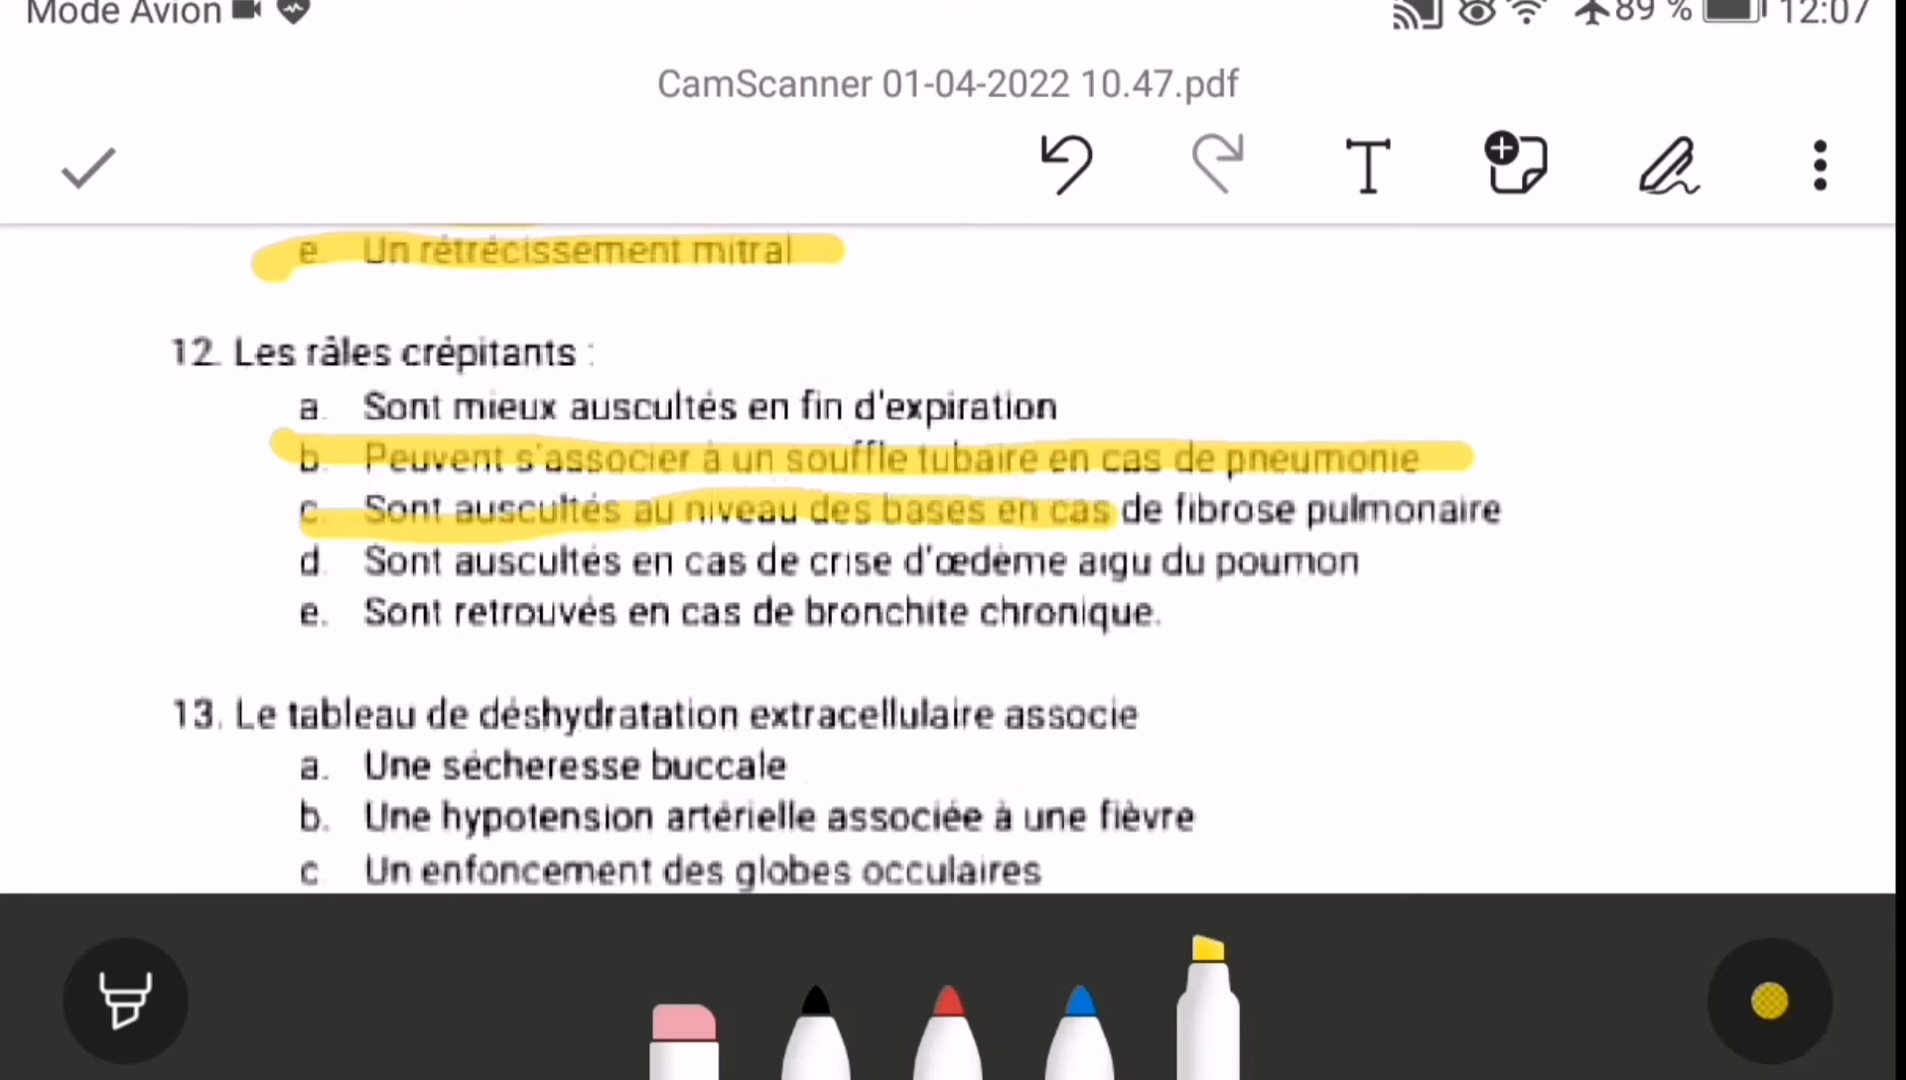 Mode Avion 89 % 12:07
CamScanner 01-04-2022 10.47.pdf
T
e. Un rétrécissement mitral
12. Les râles crépitants :
a. Sont mieux auscultés en fin d'expiration
b. Peuvent s'associer à un souffle tubaire en cas de pneumonie
c. Sont auscultés au niveau des bases en cas de fibrose pulmonaire
d. Sont auscultés en cas de crise d'œdème aigu du poumon
e. Sont retrouvés en cas de bronchite chronique.
13. Le tableau de déshydratation extracellulaire associe
a. Une sécheresse buccale
b. Une hypotension artérielle associée à une fièvre
c. Un enfoncement des globes occulaires